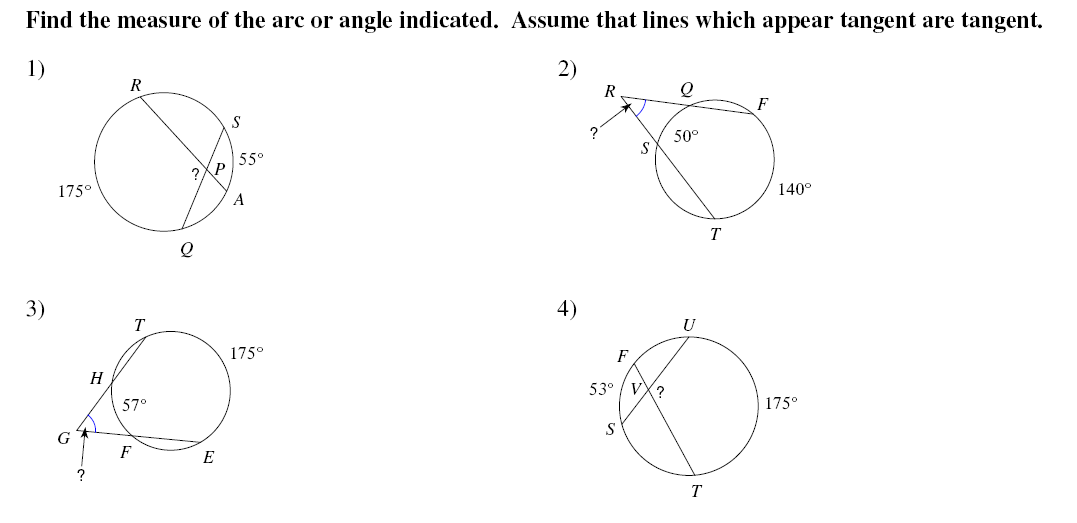 Find the measure of the arc or angle indicated. Assume that lines which appear tangent are tangent.
1)
R
S
55°
? P
175°
A
Q
2)
R
Q
F
?
50°
S
140°
T
3)
T
175°
H
57°
G
F
E
?
4)
U
F
53°
V ?
175°
S
T